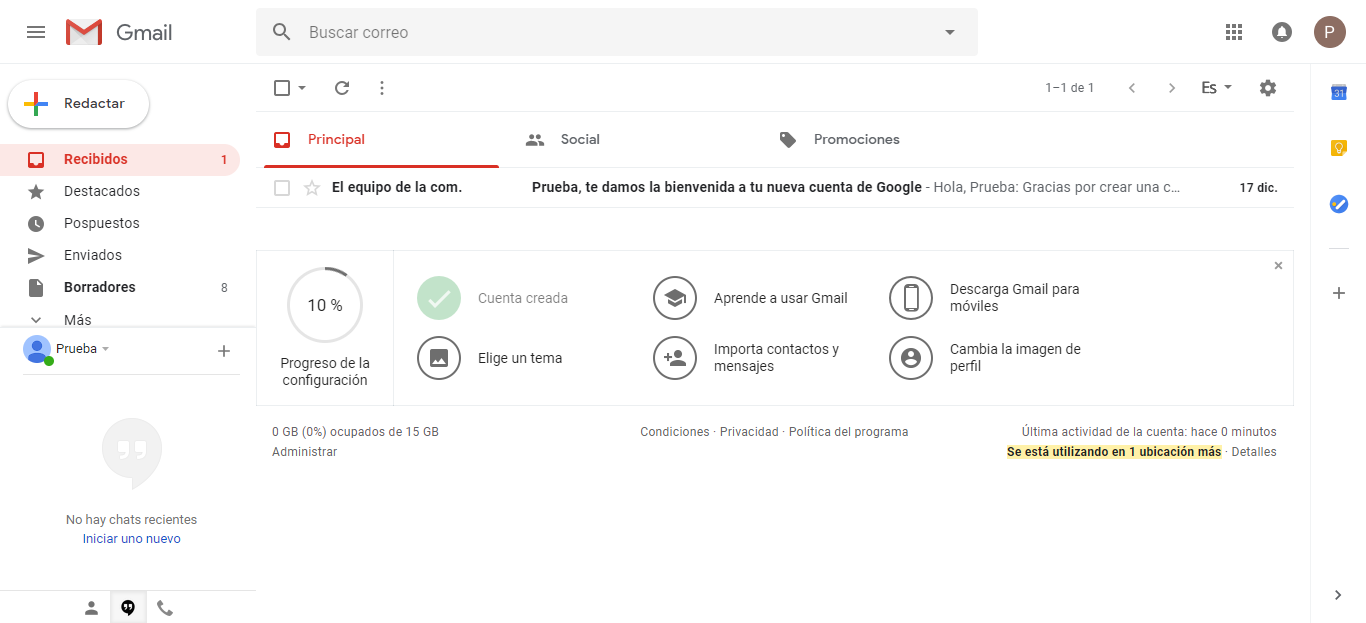 Gmail
Buscar correo
P
Redactar
1–1 de 1
Es
31
Principal
Social
Promociones
Recibidos 1
El equipo de la com. Prueba, te damos la bienvenida a tu nueva cuenta de Google - Hola, Prueba: Gracias por crear una c… 17 dic.
Destacados
Pospuestos
Enviados
Borradores 8
Más
Prueba
10 %
Progreso de la
configuración
Cuenta creada
Aprende a usar Gmail
Descarga Gmail para
móviles
Elige un tema
Importa contactos y
mensajes
Cambia la imagen de
perfil
0 GB (0%) ocupados de 15 GB
Administrar
Condiciones · Privacidad · Política del programa
Última actividad de la cuenta: hace 0 minutos
Se está utilizando en 1 ubicación más · Detalles
No hay chats recientes
Iniciar uno nuevo